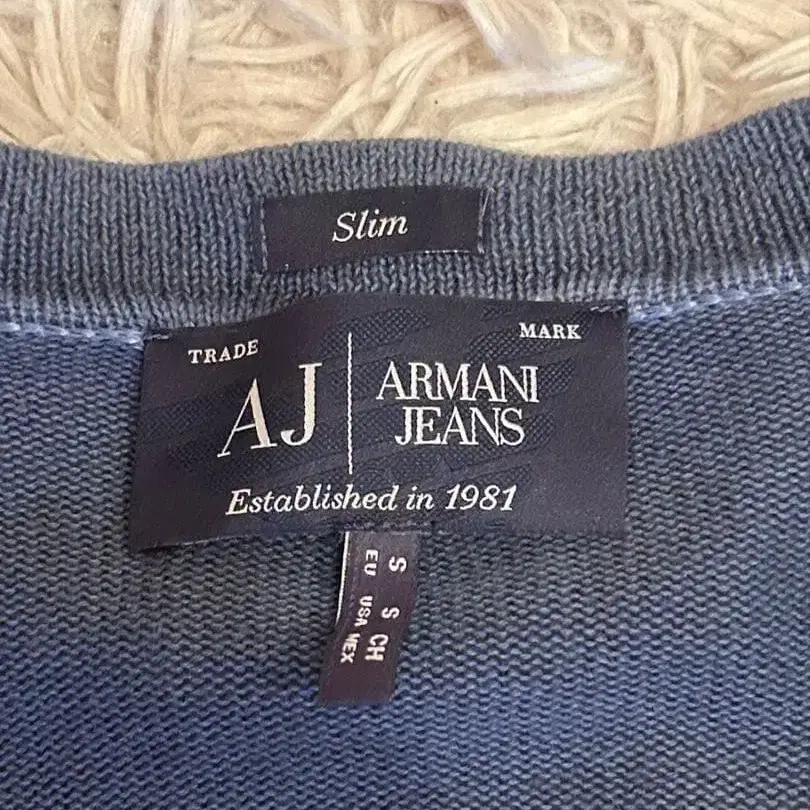 Slim
TRADE MARK
AJ ARMANI
JEANS
Established in 1981
S S CH
EU USA MEX